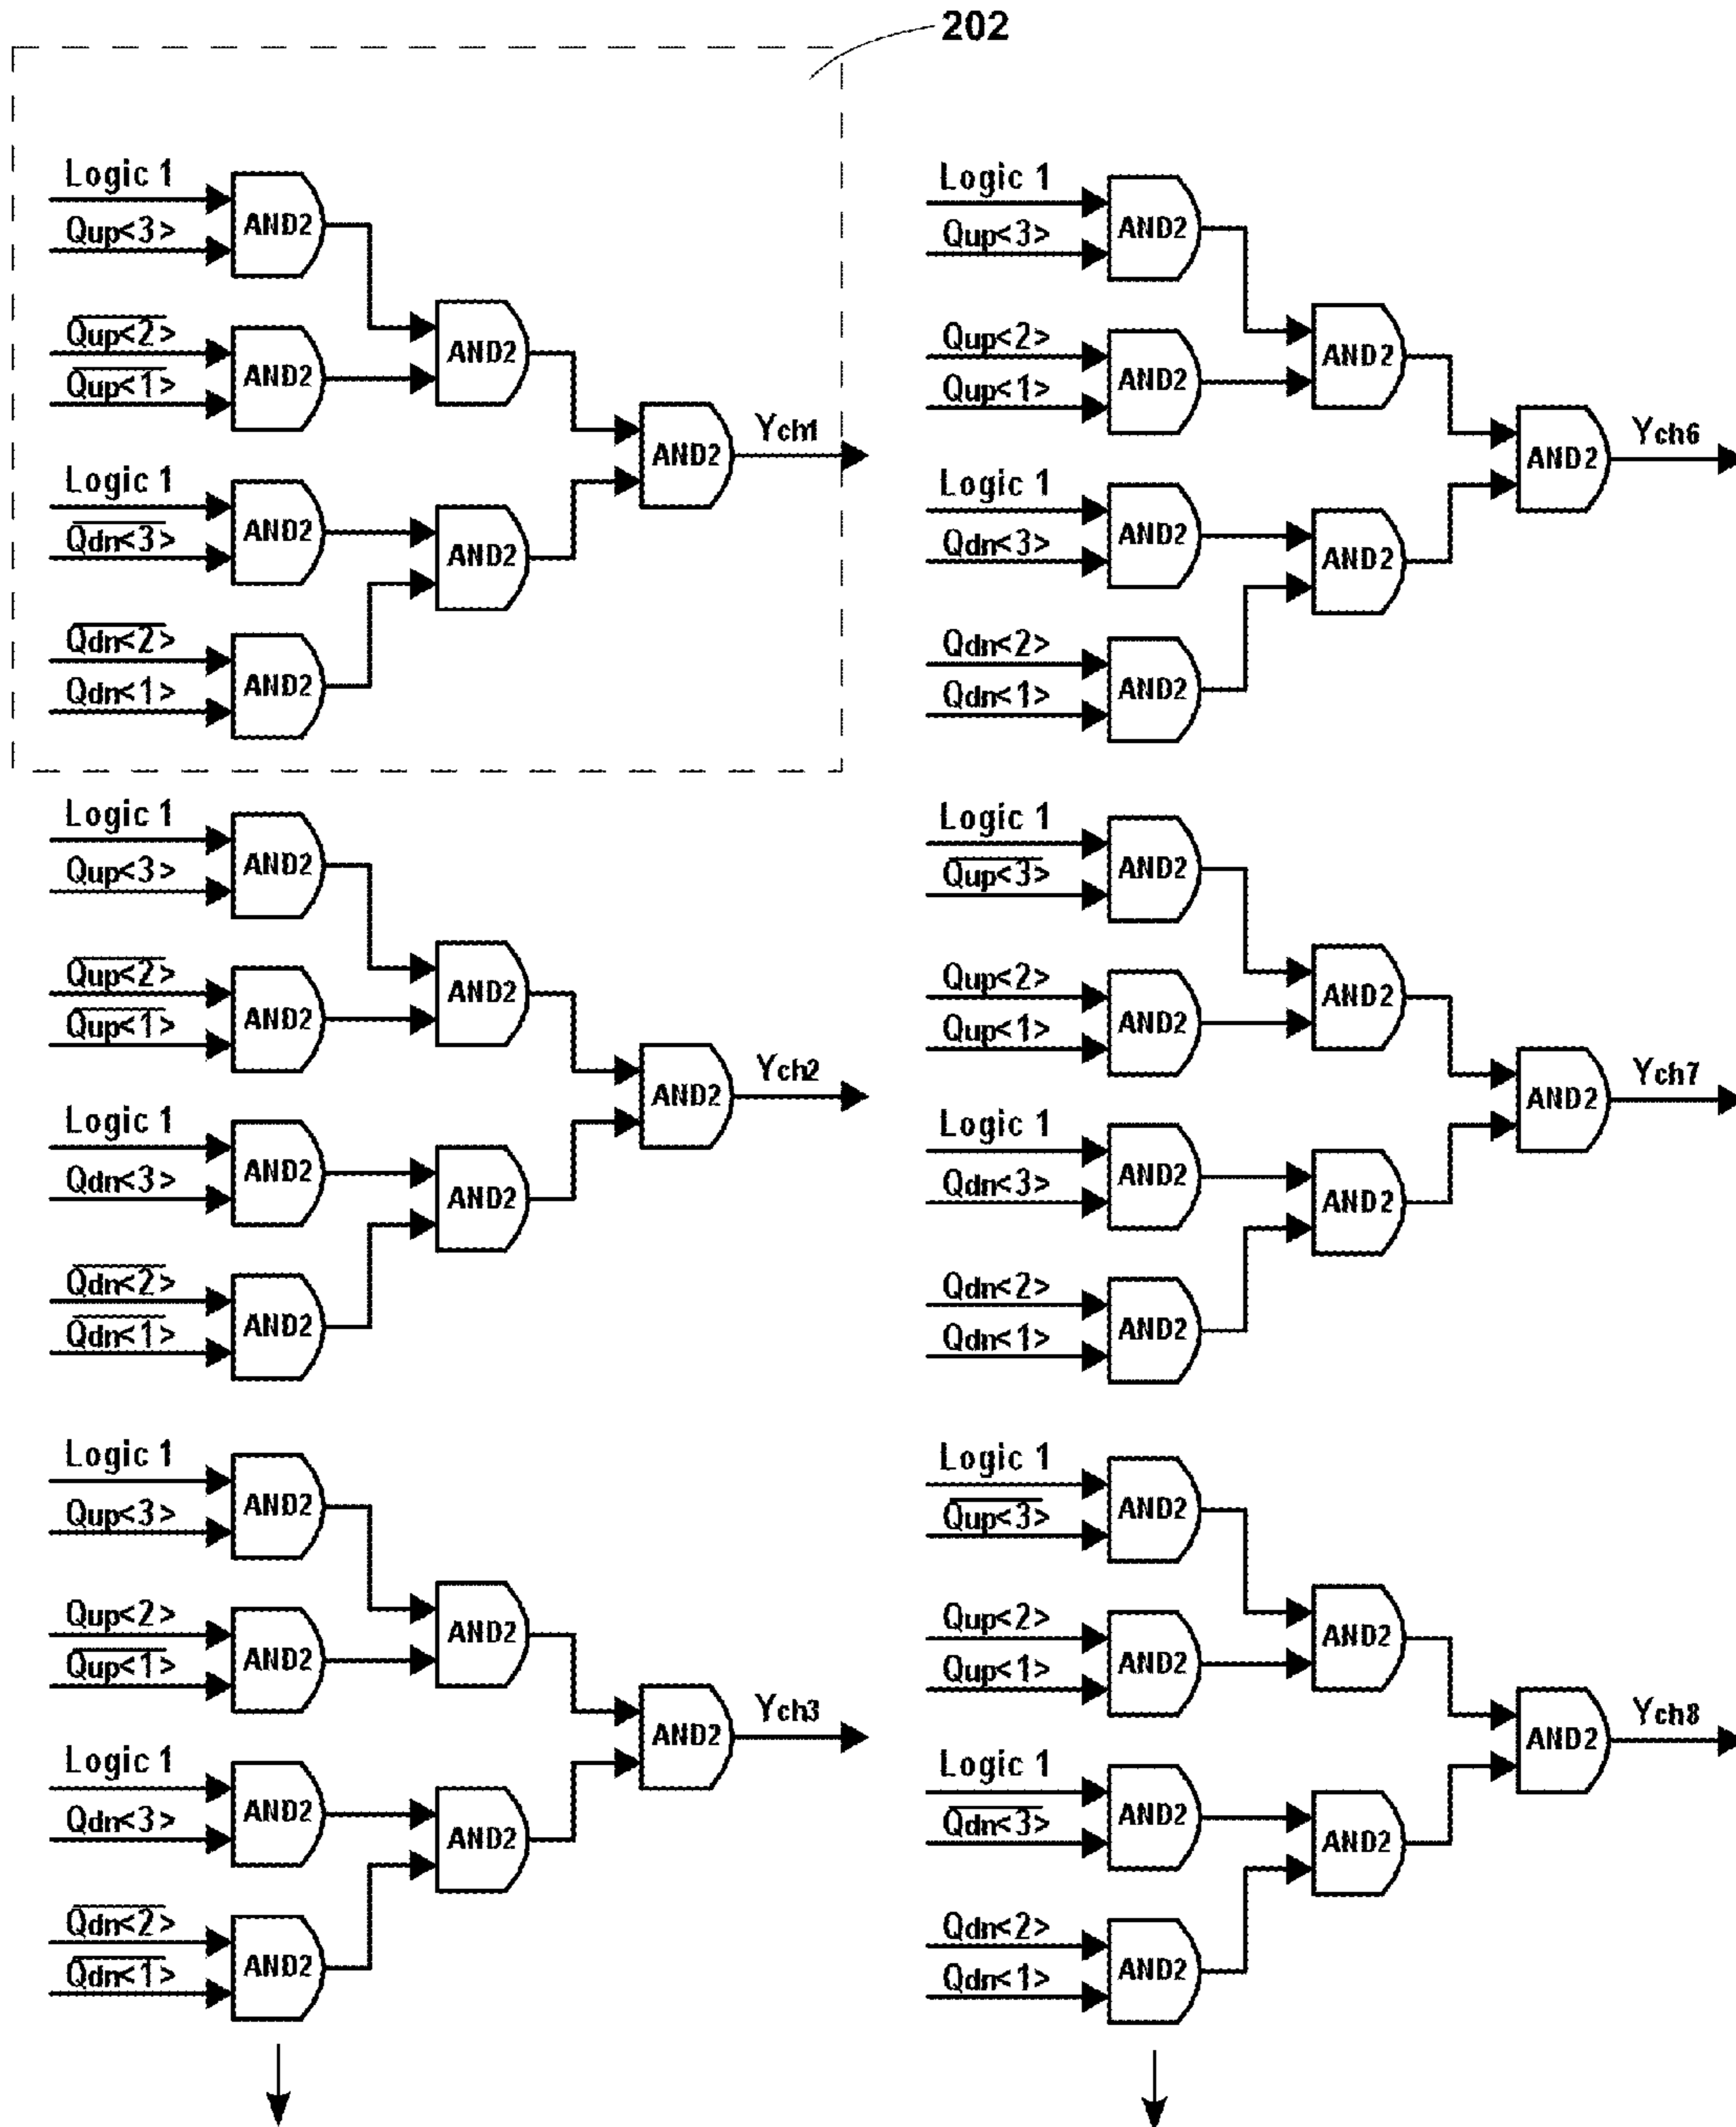 202
Logic 1
Qup<3>
AND2
Qup<2>
Qup<1>
AND2
AND2
Logic 1
Qdn<3>
AND2
AND2
Qdn<2>
Qdn<1>
AND2
AND2
Ych1
Logic 1
Qup<3>
AND2
Qup<2>
Qup<1>
AND2
AND2
Logic 1
Qdn<3>
AND2
AND2
Qdn<2>
Qdn<1>
AND2
AND2
Ych2
Logic 1
Qup<3>
AND2
Qup<2>
Qup<1>
AND2
AND2
Logic 1
Qdn<3>
AND2
AND2
Qdn<2>
Qdn<1>
AND2
AND2
Ych3
Logic 1
Qup<3>
AND2
Qup<2>
Qup<1>
AND2
AND2
Logic 1
Qdn<3>
AND2
AND2
Qdn<2>
Qdn<1>
AND2
AND2
Ych6
Logic 1
Qup<3>
AND2
Qup<2>
Qup<1>
AND2
AND2
Logic 1
Qdn<3>
AND2
AND2
Qdn<2>
Qdn<1>
AND2
AND2
Ych7
Logic 1
Qup<3>
AND2
Qup<2>
Qup<1>
AND2
AND2
Logic 1
Qdn<3>
AND2
AND2
Qdn<2>
Qdn<1>
AND2
AND2
Ych8